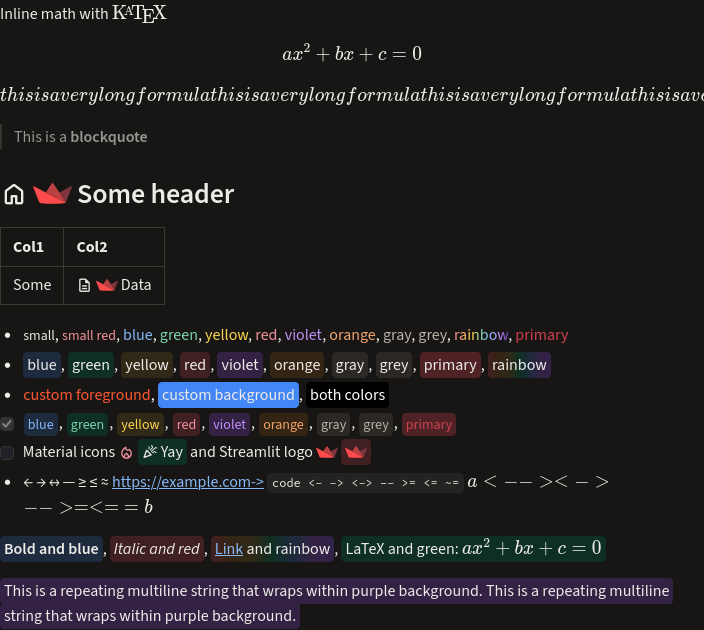 Inline math with KATEX
ax² + bx + c = 0
thisisaverylongformulathisisaverylongformulathisisaverylongformulathisisave
This is a blockquote
Some header
Col1 Col2
Some Data
small, small red, blue, green, yellow, red, violet, orange, gray, grey, rainbow, primary
blue, green, yellow, red, violet, orange, gray, grey, primary, rainbow
custom foreground, custom background, both colors
blue, green, yellow, red, violet, orange, gray, grey, primary
Material icons Yay and Streamlit logo
← → ↔ — ≥ ≤ ≈ https://example.com-> code <- -> <-> -- >= <= ~= a < −− >< − >
−− >=<= = b
Bold and blue, Italic and red, Link and rainbow, LaTeX and green: ax² + bx + c = 0
This is a repeating multiline string that wraps within purple background. This is a repeating multiline
string that wraps within purple background.